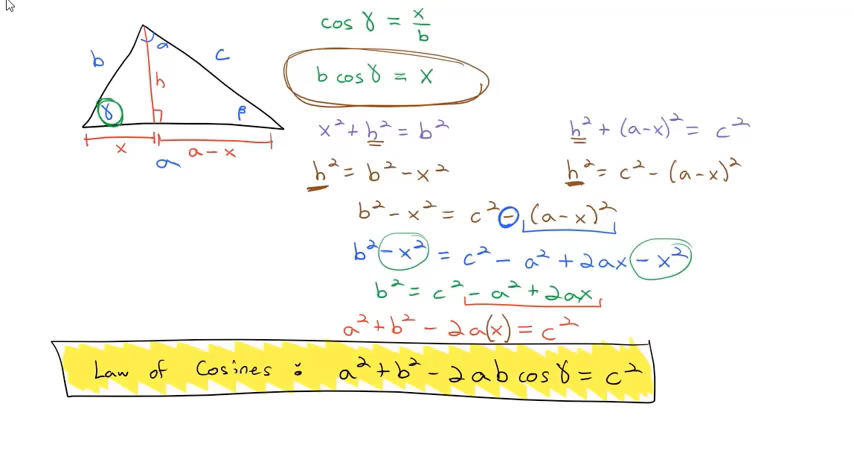 cos γ = x/b
b α c
b cos γ = x
h
γ β
x² + h² = b² h² + (a-x)² = c²
x a-x
a
h² = b² - x² h² = c² - (a-x)²
b² - x² = c² - (a-x)²
b² - x² = c² - a² + 2ax - x²
b² = c² - a² + 2ax
a² + b² - 2a(x) = c²
Law of Cosines : a² + b² - 2ab cos γ = c²